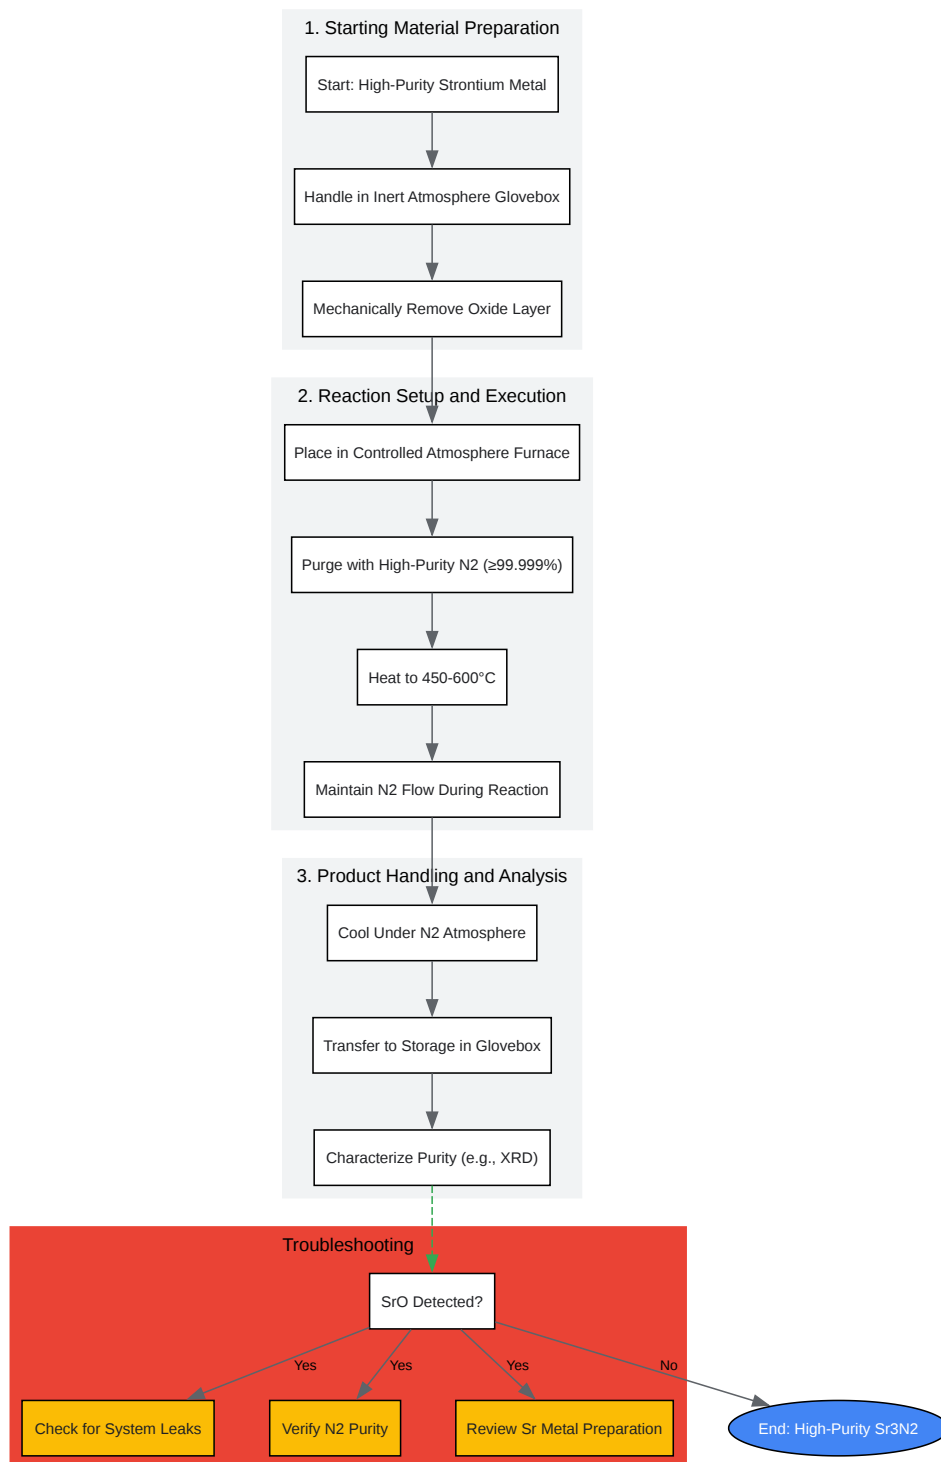 1. Starting Material Preparation
Start: High-Purity Strontium Metal
Handle in Inert Atmosphere Glovebox
Mechanically Remove Oxide Layer
2. Reaction Setup and Execution
Place in Controlled Atmosphere Furnace
Purge with High-Purity N2 (≥99.999%)
Heat to 450-600°C
Maintain N2 Flow During Reaction
3. Product Handling and Analysis
Cool Under N2 Atmosphere
Transfer to Storage in Glovebox
Characterize Purity (e.g., XRD)
Troubleshooting
SrO Detected?
Yes
Yes
Yes
No
Check for System Leaks
Verify N2 Purity
Review Sr Metal Preparation
End: High-Purity Sr3N2